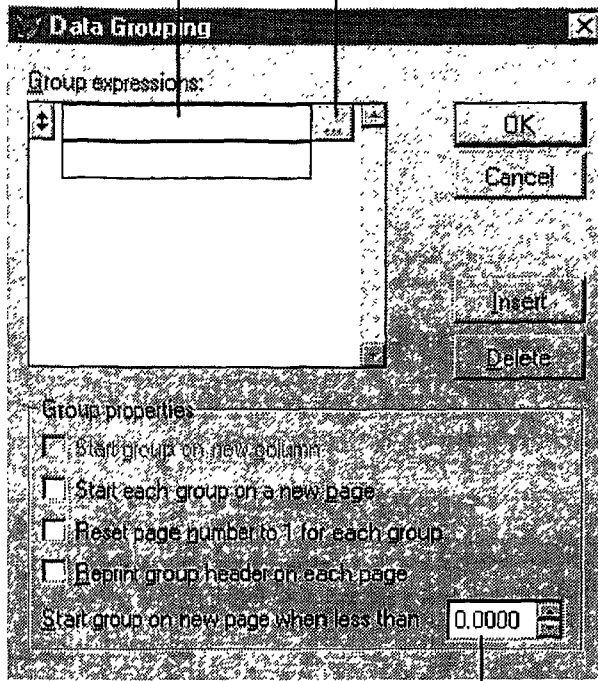 Data Grouping
Group expressions:
...
OK
Cancel
Insert
Delete
Group properties
Start group on new column
Start each group on a new page
Reset page number to 1 for each group
Reprint group header on each page
Start group on new page when less than 0.0000